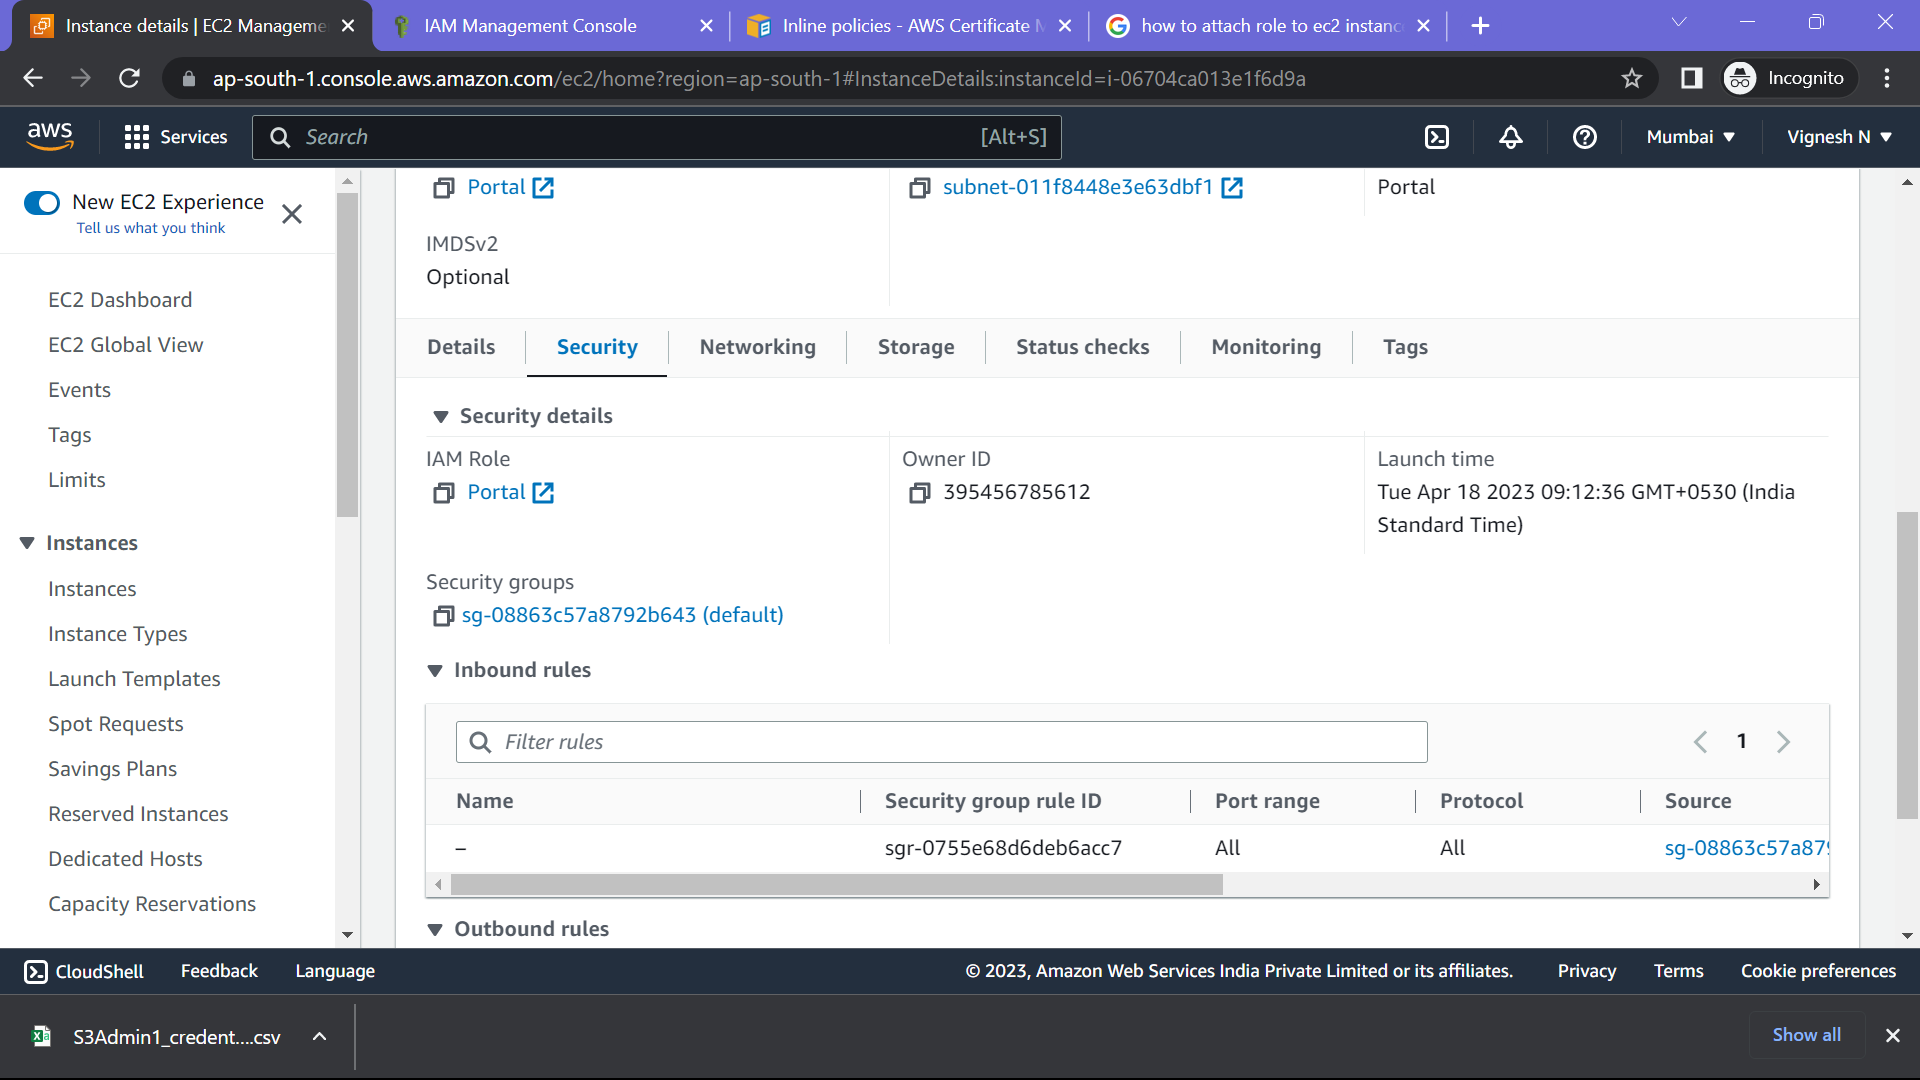 Instance details | EC2 Manageme
IAM Management Console
Inline policies - AWS Certificate M
how to attach role to ec2 instanc
ap-south-1.console.aws.amazon.com/ec2/home?region=ap-south-1#InstanceDetails:instanceId=i-06704ca013e1f6d9a
Incognito
aws
Services
Search
[Alt+S]
Mumbai
Vignesh N
New EC2 Experience
Tell us what you think
EC2 Dashboard
EC2 Global View
Events
Tags
Limits
Instances
Instances
Instance Types
Launch Templates
Spot Requests
Savings Plans
Reserved Instances
Dedicated Hosts
Capacity Reservations
Portal
subnet-011f8448e3e63dbf1
Portal
IMDSv2
Optional
Details
Security
Networking
Storage
Status checks
Monitoring
Tags
Security details
IAM Role
Portal
Owner ID
395456785612
Launch time
Tue Apr 18 2023 09:12:36 GMT+0530 (India
Standard Time)
Security groups
sg-08863c57a8792b643 (default)
Inbound rules
Filter rules
1
Name
Security group rule ID
Port range
Protocol
Source
–
sgr-0755e68d6deb6acc7
All
All
sg-08863c57a879
Outbound rules
CloudShell
Feedback
Language
© 2023, Amazon Web Services India Private Limited or its affiliates.
Privacy
Terms
Cookie preferences
S3Admin1_credent....csv
Show all